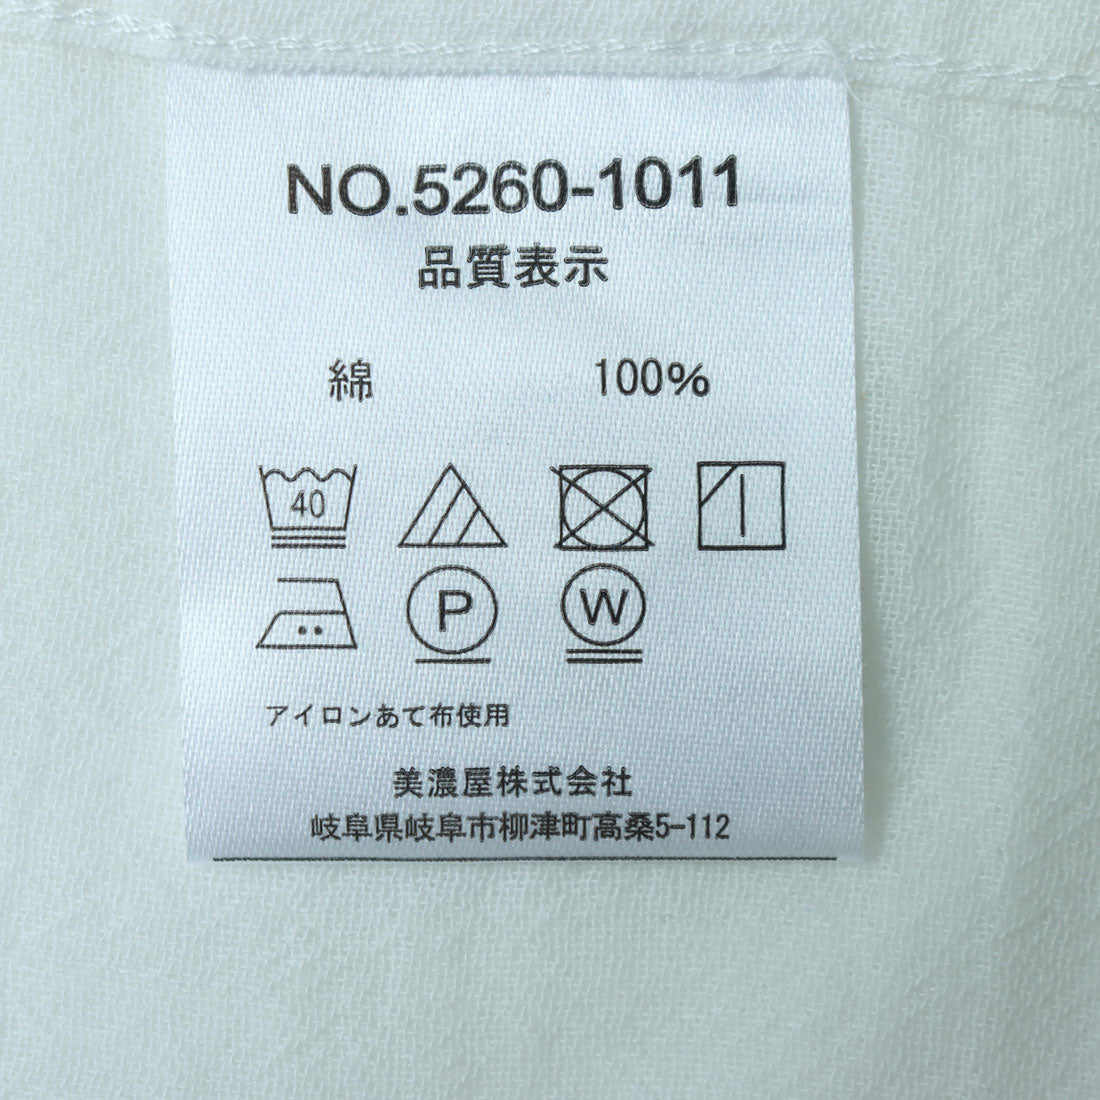 NO.5260-1011
品質表示
綿 100%
40
P W
アイロンあて布使用
美濃屋株式会社
岐阜県岐阜市柳津町高桑5-112